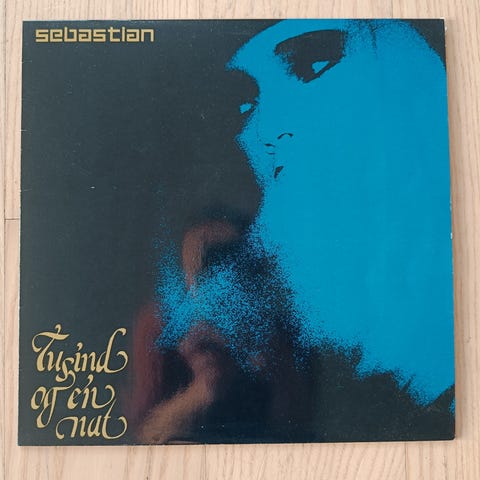 sebastian
Tusind
og én
nat